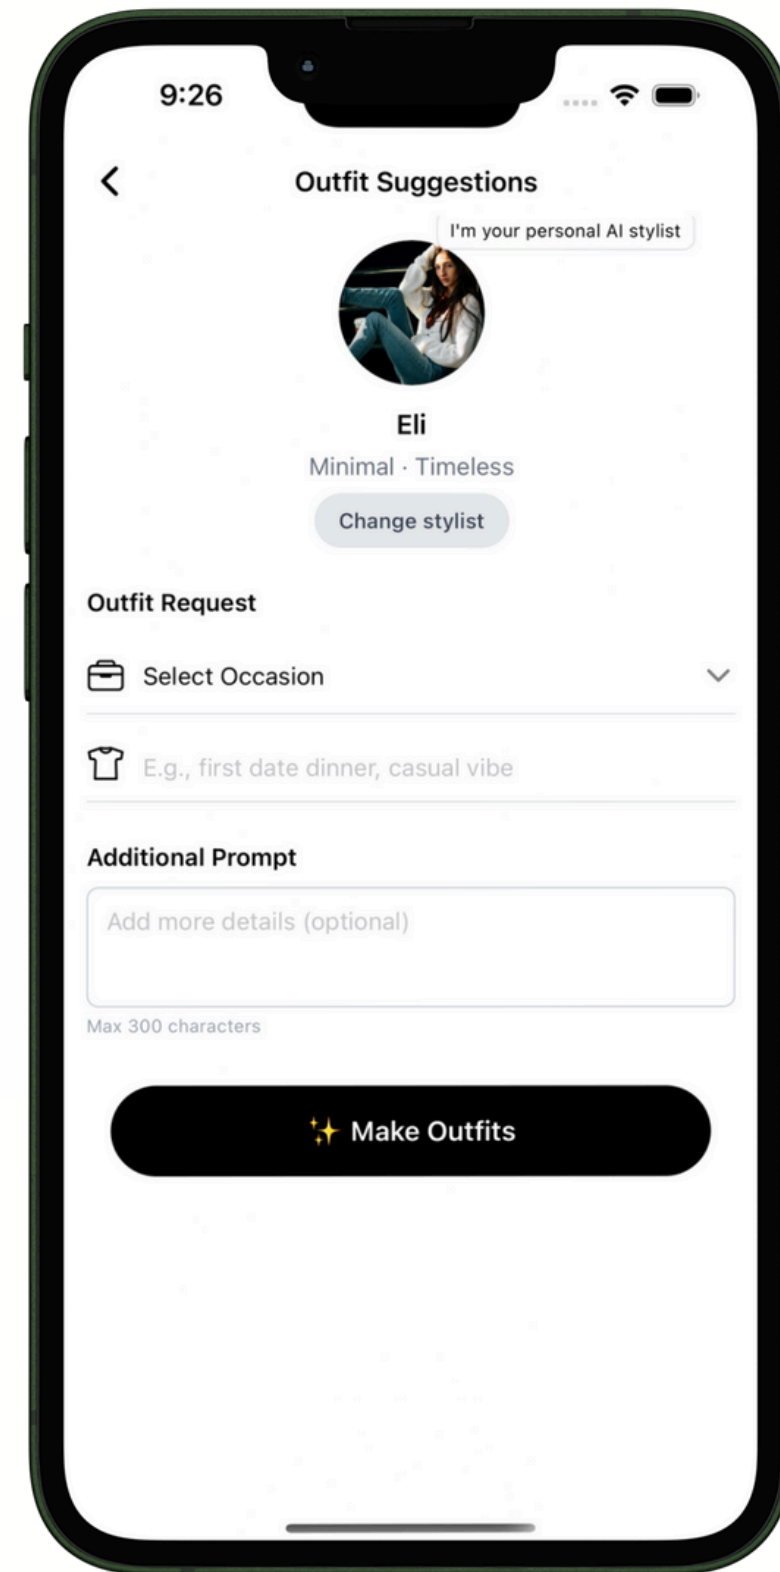 9:26
Outfit Suggestions
I'm your personal AI stylist
Eli
Minimal · Timeless
Change stylist
Outfit Request
Select Occasion
E.g., first date dinner, casual vibe
Additional Prompt
Add more details (optional)
Max 300 characters
✨ Make Outfits